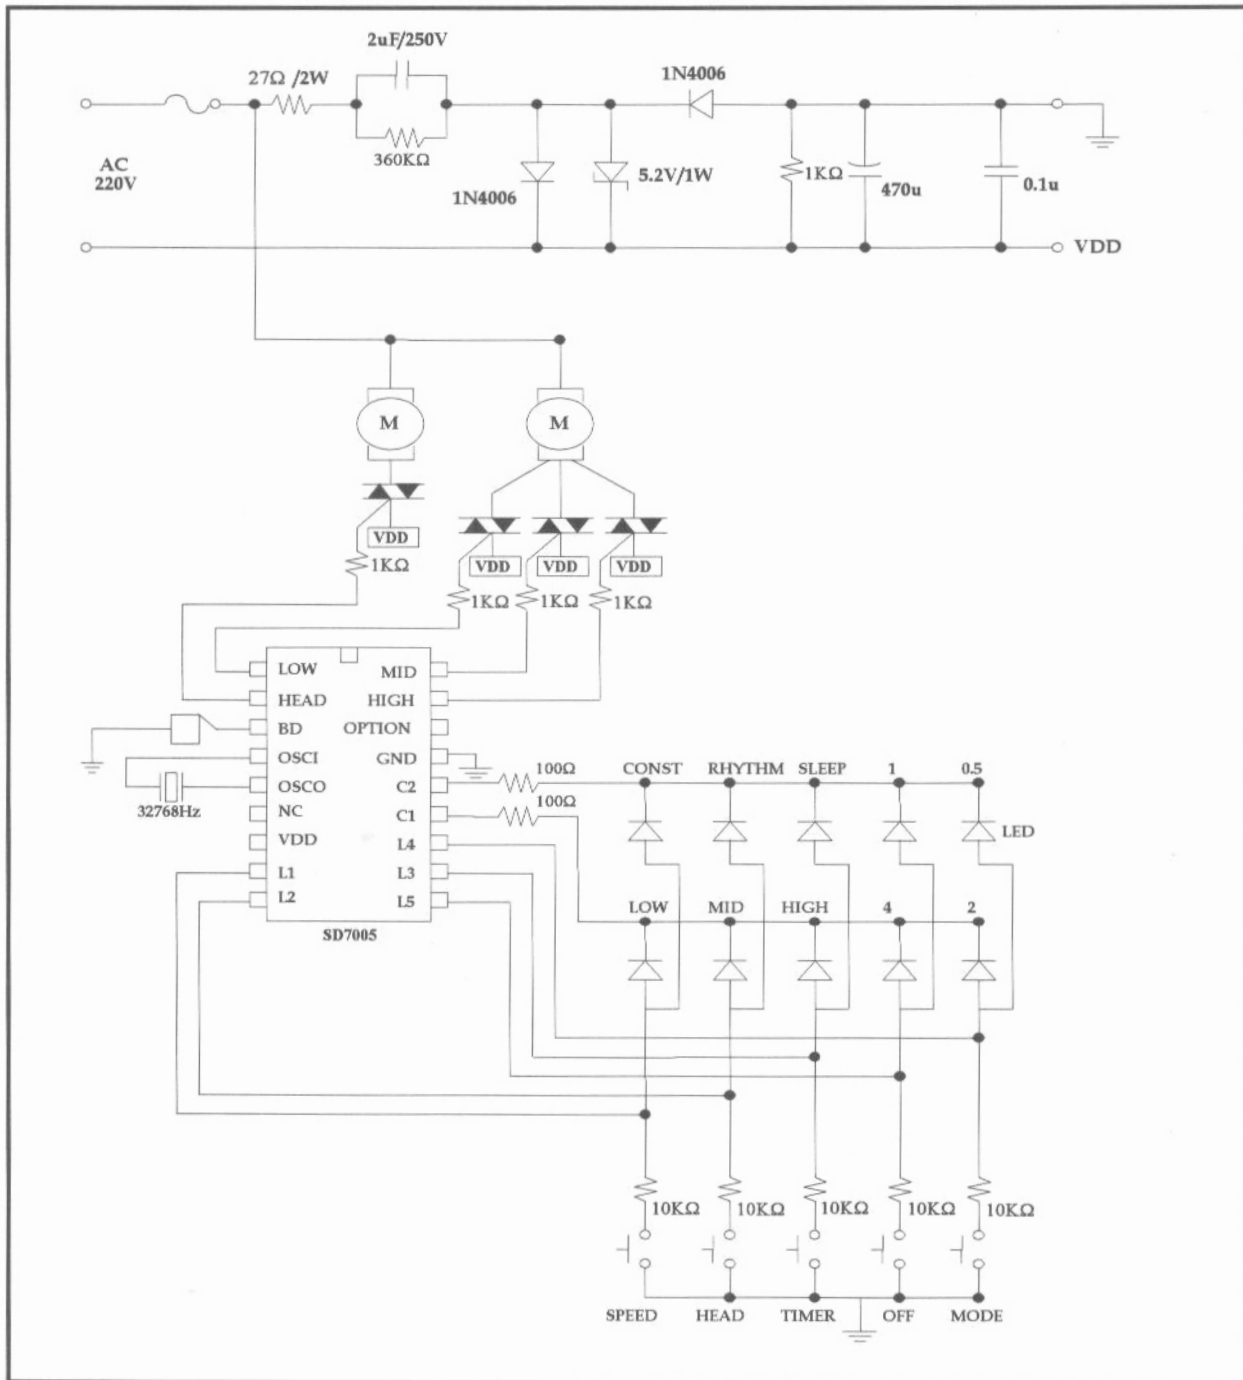 2uF/250V
27Ω /2W
1N4006
360KΩ
AC
220V
1N4006
5.2V/1W
1KΩ
470u
0.1u
VDD
M
M
VDD
1KΩ
VDD
VDD
VDD
1KΩ
1KΩ
1KΩ
LOW
MID
HEAD
HIGH
BD
OPTION
OSCI
GND
OSCO
C2
32768Hz
NC
C1
VDD
L4
L1
L3
L2
L5
SD7005
100Ω
100Ω
CONST
RHYTHM
SLEEP
1
0.5
LED
LOW
MID
HIGH
4
2
10KΩ
10KΩ
10KΩ
10KΩ
10KΩ
SPEED
HEAD
TIMER
OFF
MODE